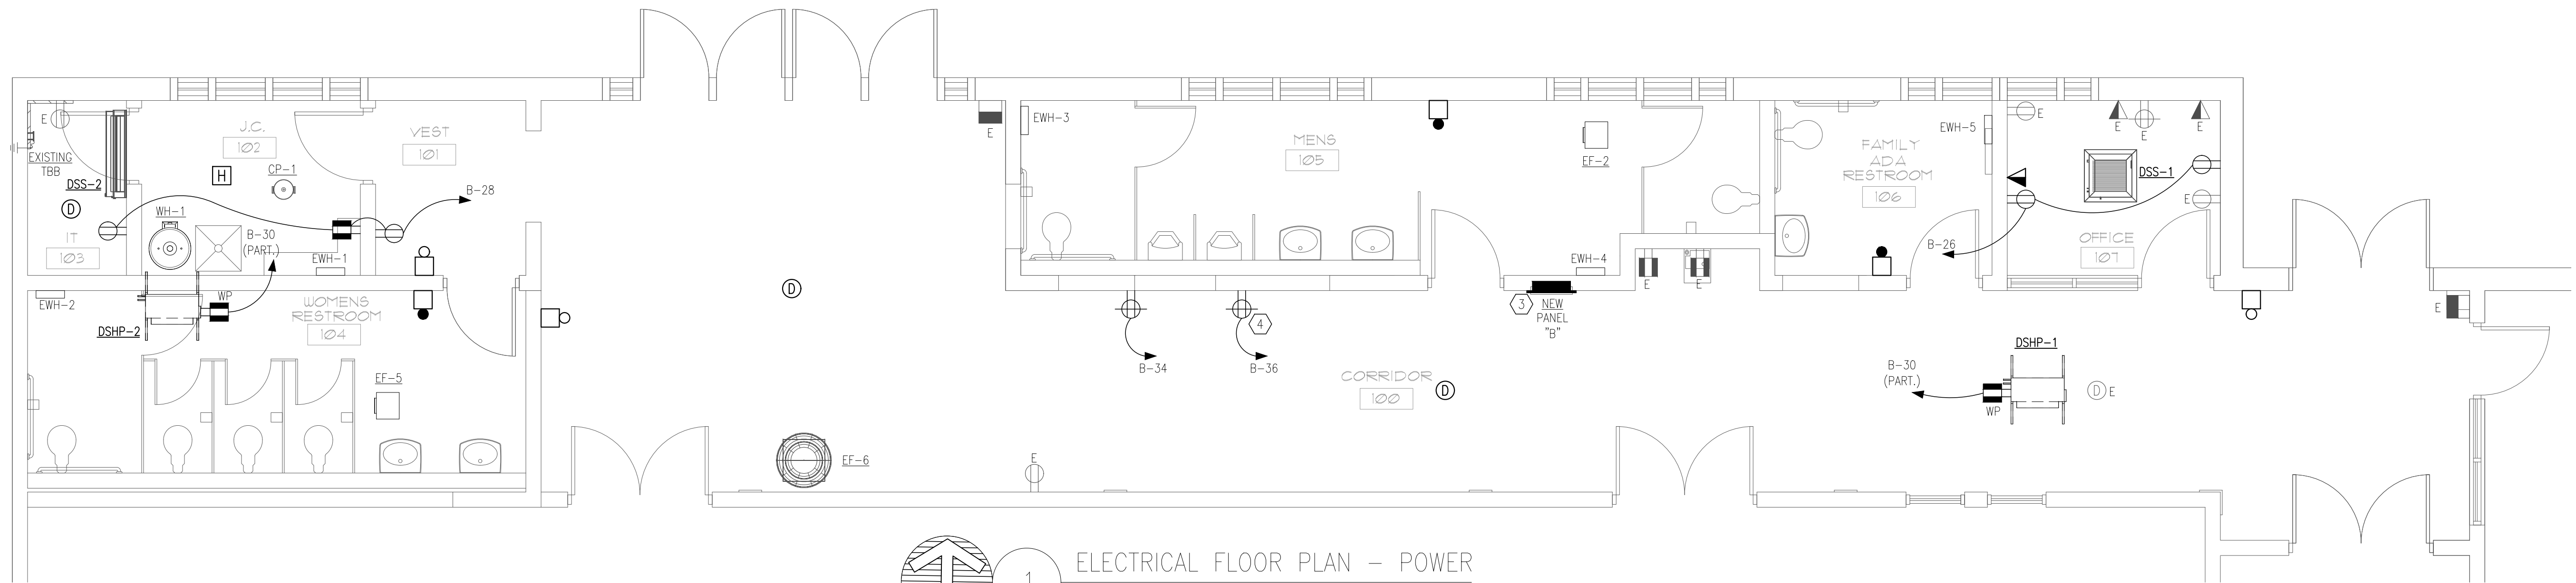 E
EXISTING
TBB
DSS-2
D
IT
103
J.C.
102
H
CP-1
WH-1
B-30
(PART.)
EWH-1
VEST
101
B-28
EWH-2
DSHP-2
WP
WOMENS
RESTROOM
104
EF-5
D
EF-6
E
E
EWH-3
MENS
105
EF-2
EWH-4
3
NEW
PANEL
"B"
4
B-34
B-36
E
E
CORRIDOR
100
D
FAMILY
ADA
RESTROOM
106
EWH-5
E
E
E
E
DSS-1
E
OFFICE
107
B-26
DSHP-1
B-30
(PART.)
WP
D
E
E
1
ELECTRICAL FLOOR PLAN - POWER